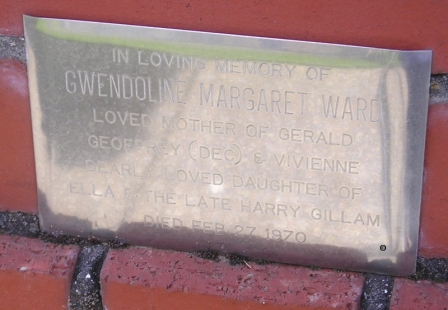 IN LOVING MEMORY OF
GWENDOLINE MARGARET WARD
LOVED MOTHER OF GERALD
GEOFFREY (DEC) & VIVIENNE
DEARLY LOVED DAUGHTER OF
ELLA & THE LATE HARRY GILLAM
DIED FEB 27 1970